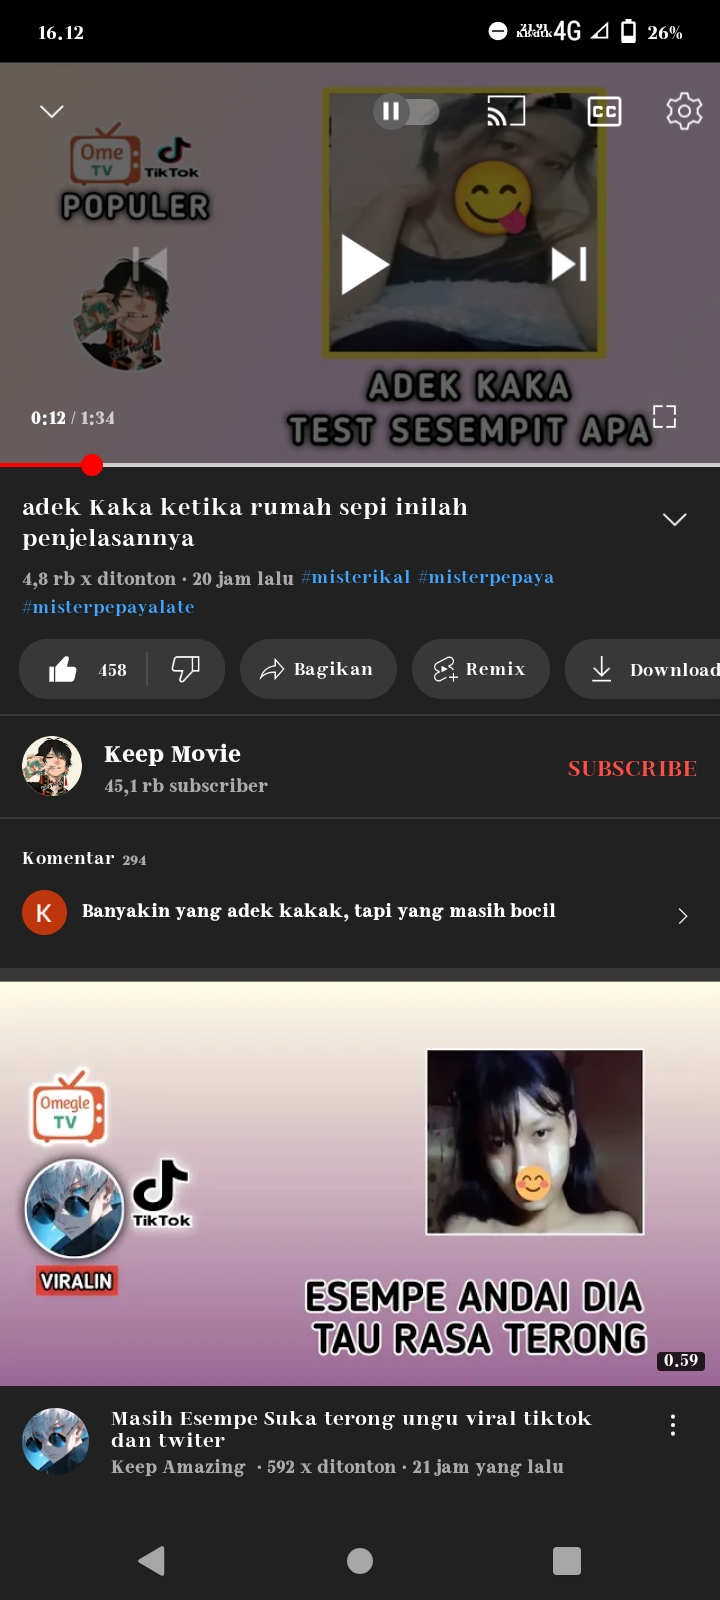 16.12
4G
26%
CC
Ome
TV
TikTok
POPULER
ADEK KAKA
TEST SESEMPIT APA
0:12 / 1:34
adek Kaka ketika rumah sepi inilah
penjelasannya
4,8 rb x ditonton · 20 jam lalu #misterikal #misterpepaya
#misterpepayalate
458
Bagikan
Remix
Download
Keep Movie
45,1 rb subscriber
SUBSCRIBE
Komentar 294
K
Banyakin yang adek kakak, tapi yang masih bocil
Omegle
TV
TikTok
VIRALIN
ESEMPE ANDAI DIA
TAU RASA TERONG
0.59
Masih Esempe Suka terong ungu viral tiktok
dan twiter
Keep Amazing · 592 x ditonton · 21 jam yang lalu